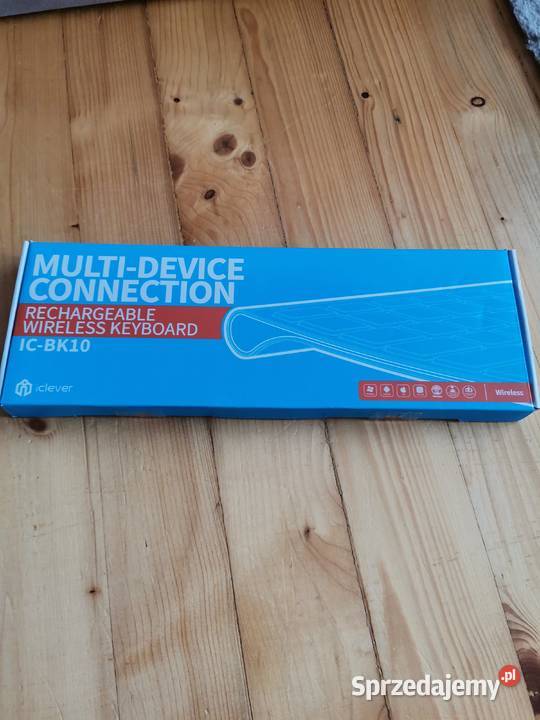 MULTI-DEVICE
CONNECTION
RECHARGEABLE
WIRELESS KEYBOARD
IC-BK10
iclever
Wireless
Sprzedajemy.pl